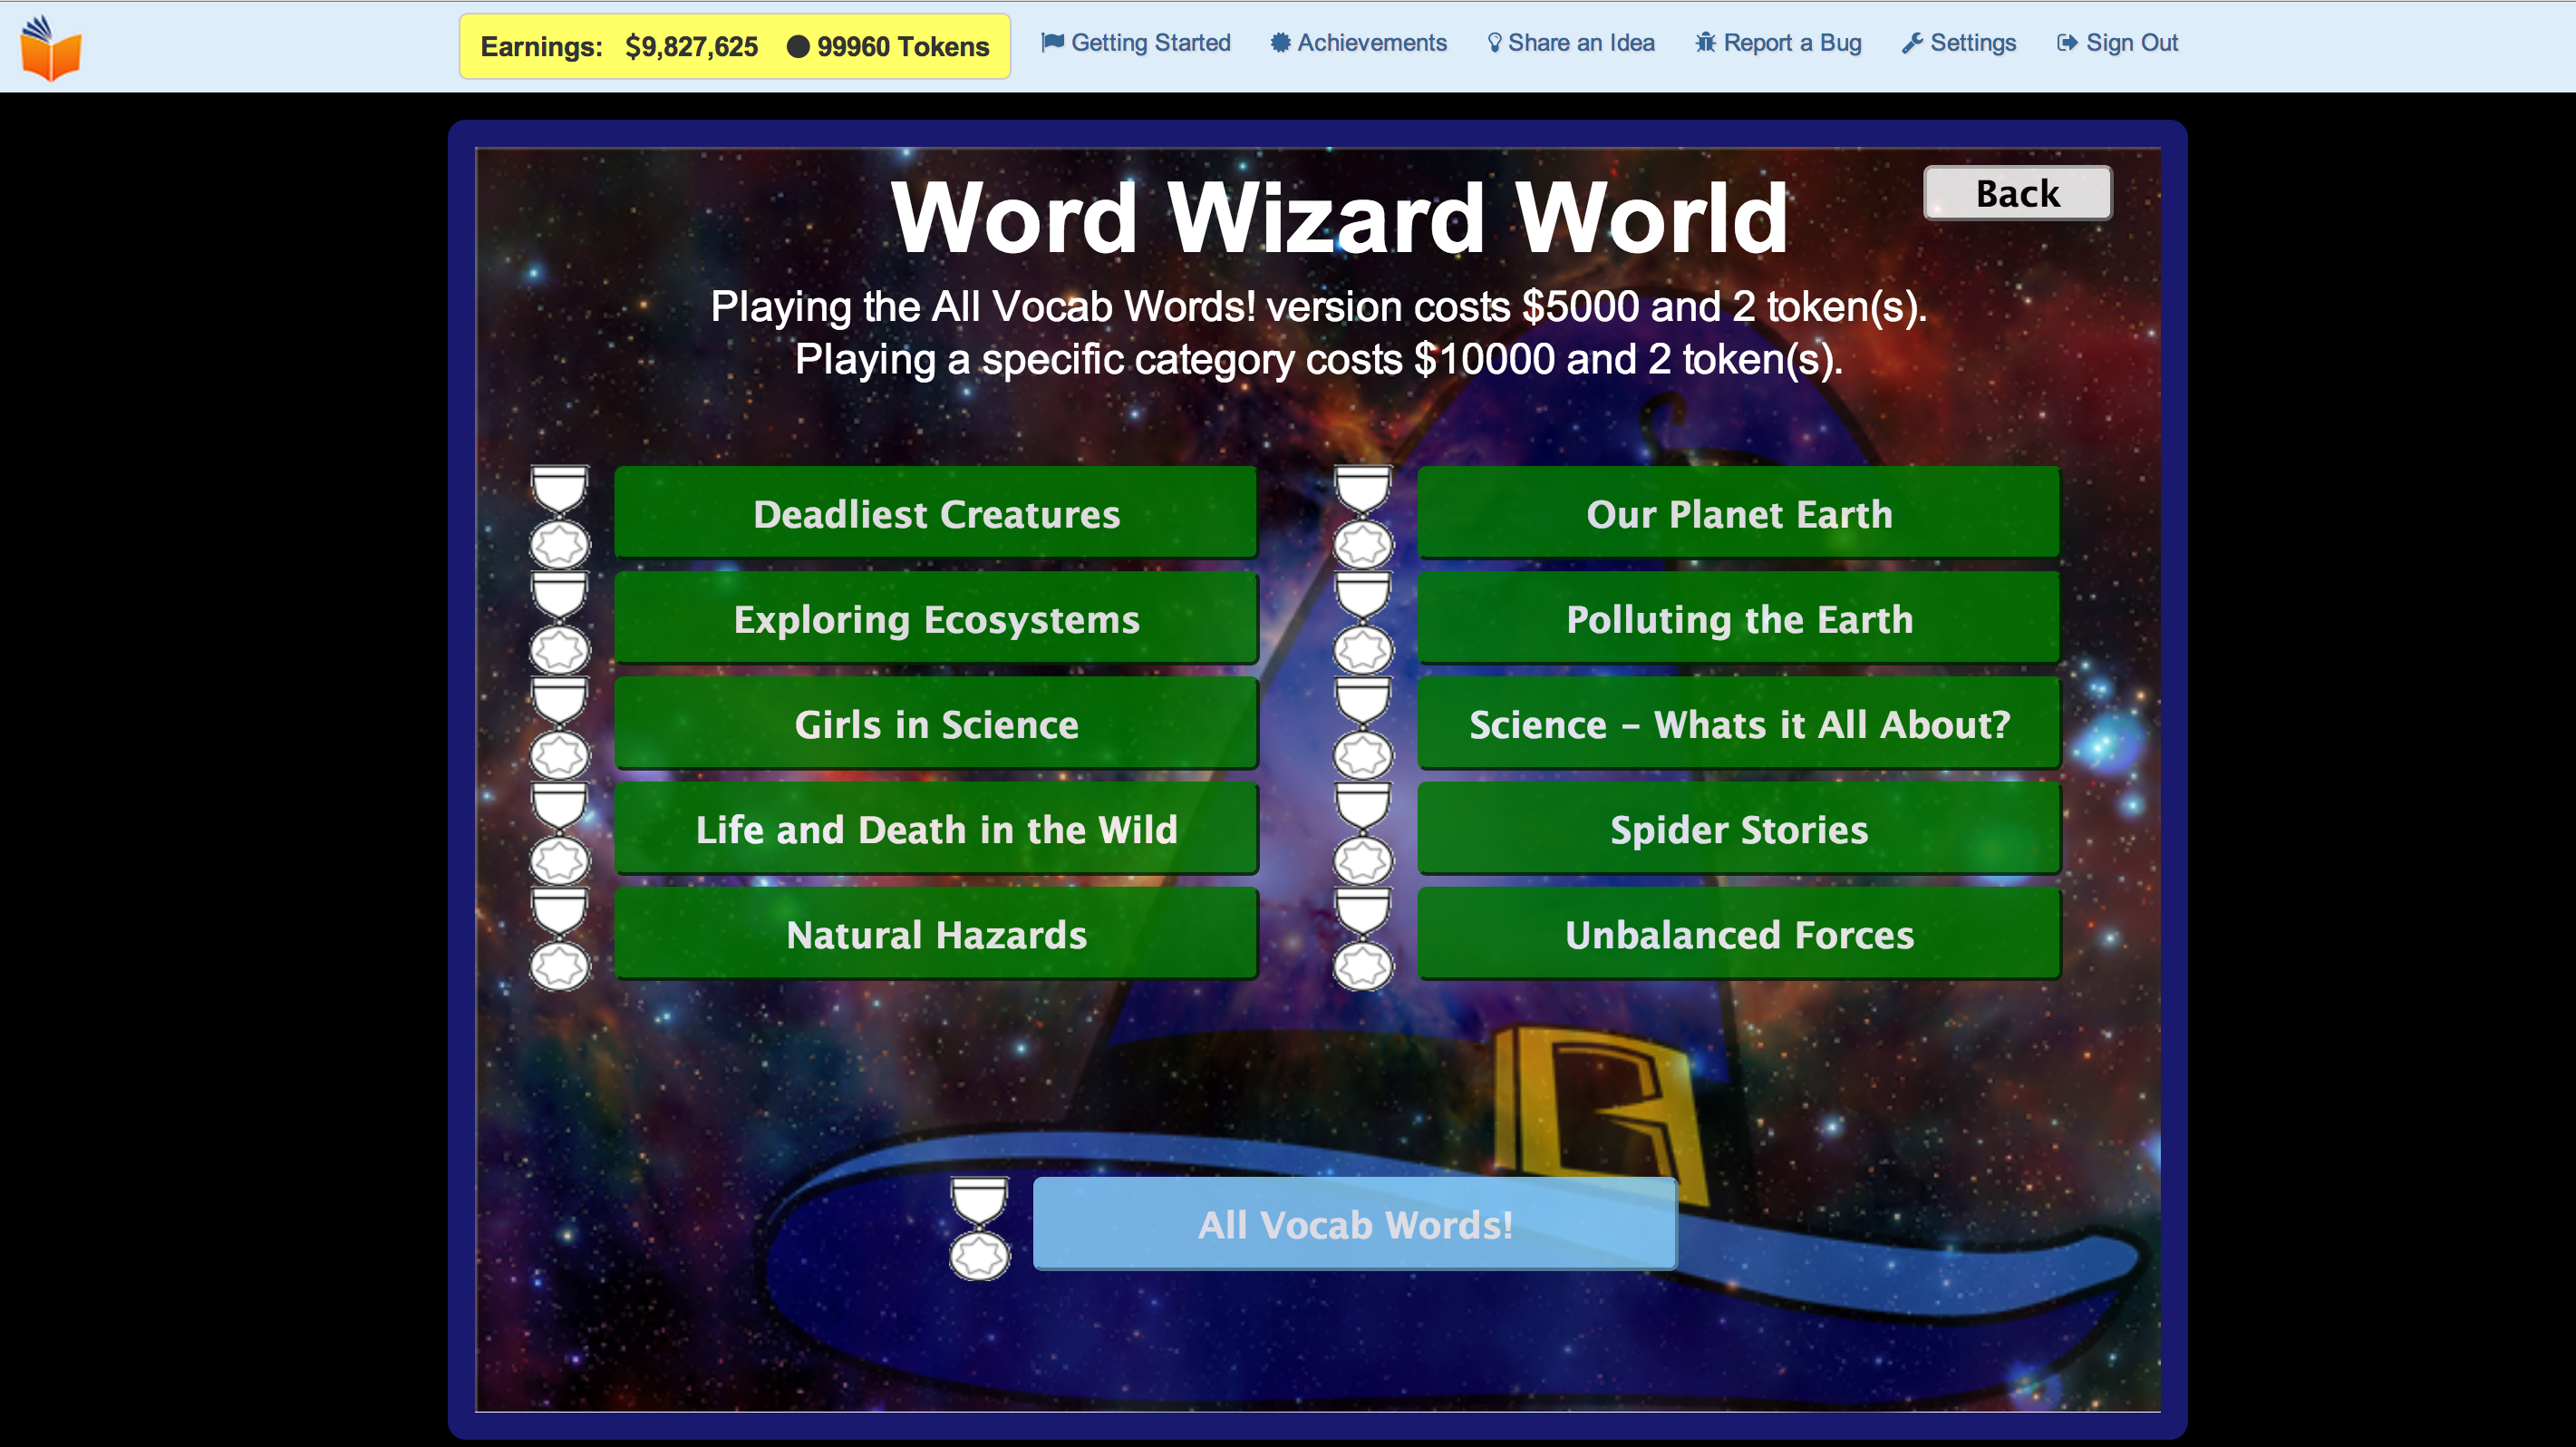 Earnings: $9,827,625 99960 Tokens Getting Started Achievements Share an Idea Report a Bug Settings Sign Out
Back
Word Wizard World
Playing the All Vocab Words! version costs $5000 and 2 token(s).
Playing a specific category costs $10000 and 2 token(s).
Deadliest Creatures
Our Planet Earth
Exploring Ecosystems
Polluting the Earth
Girls in Science
Science - Whats it All About?
Life and Death in the Wild
Spider Stories
Natural Hazards
Unbalanced Forces
All Vocab Words!